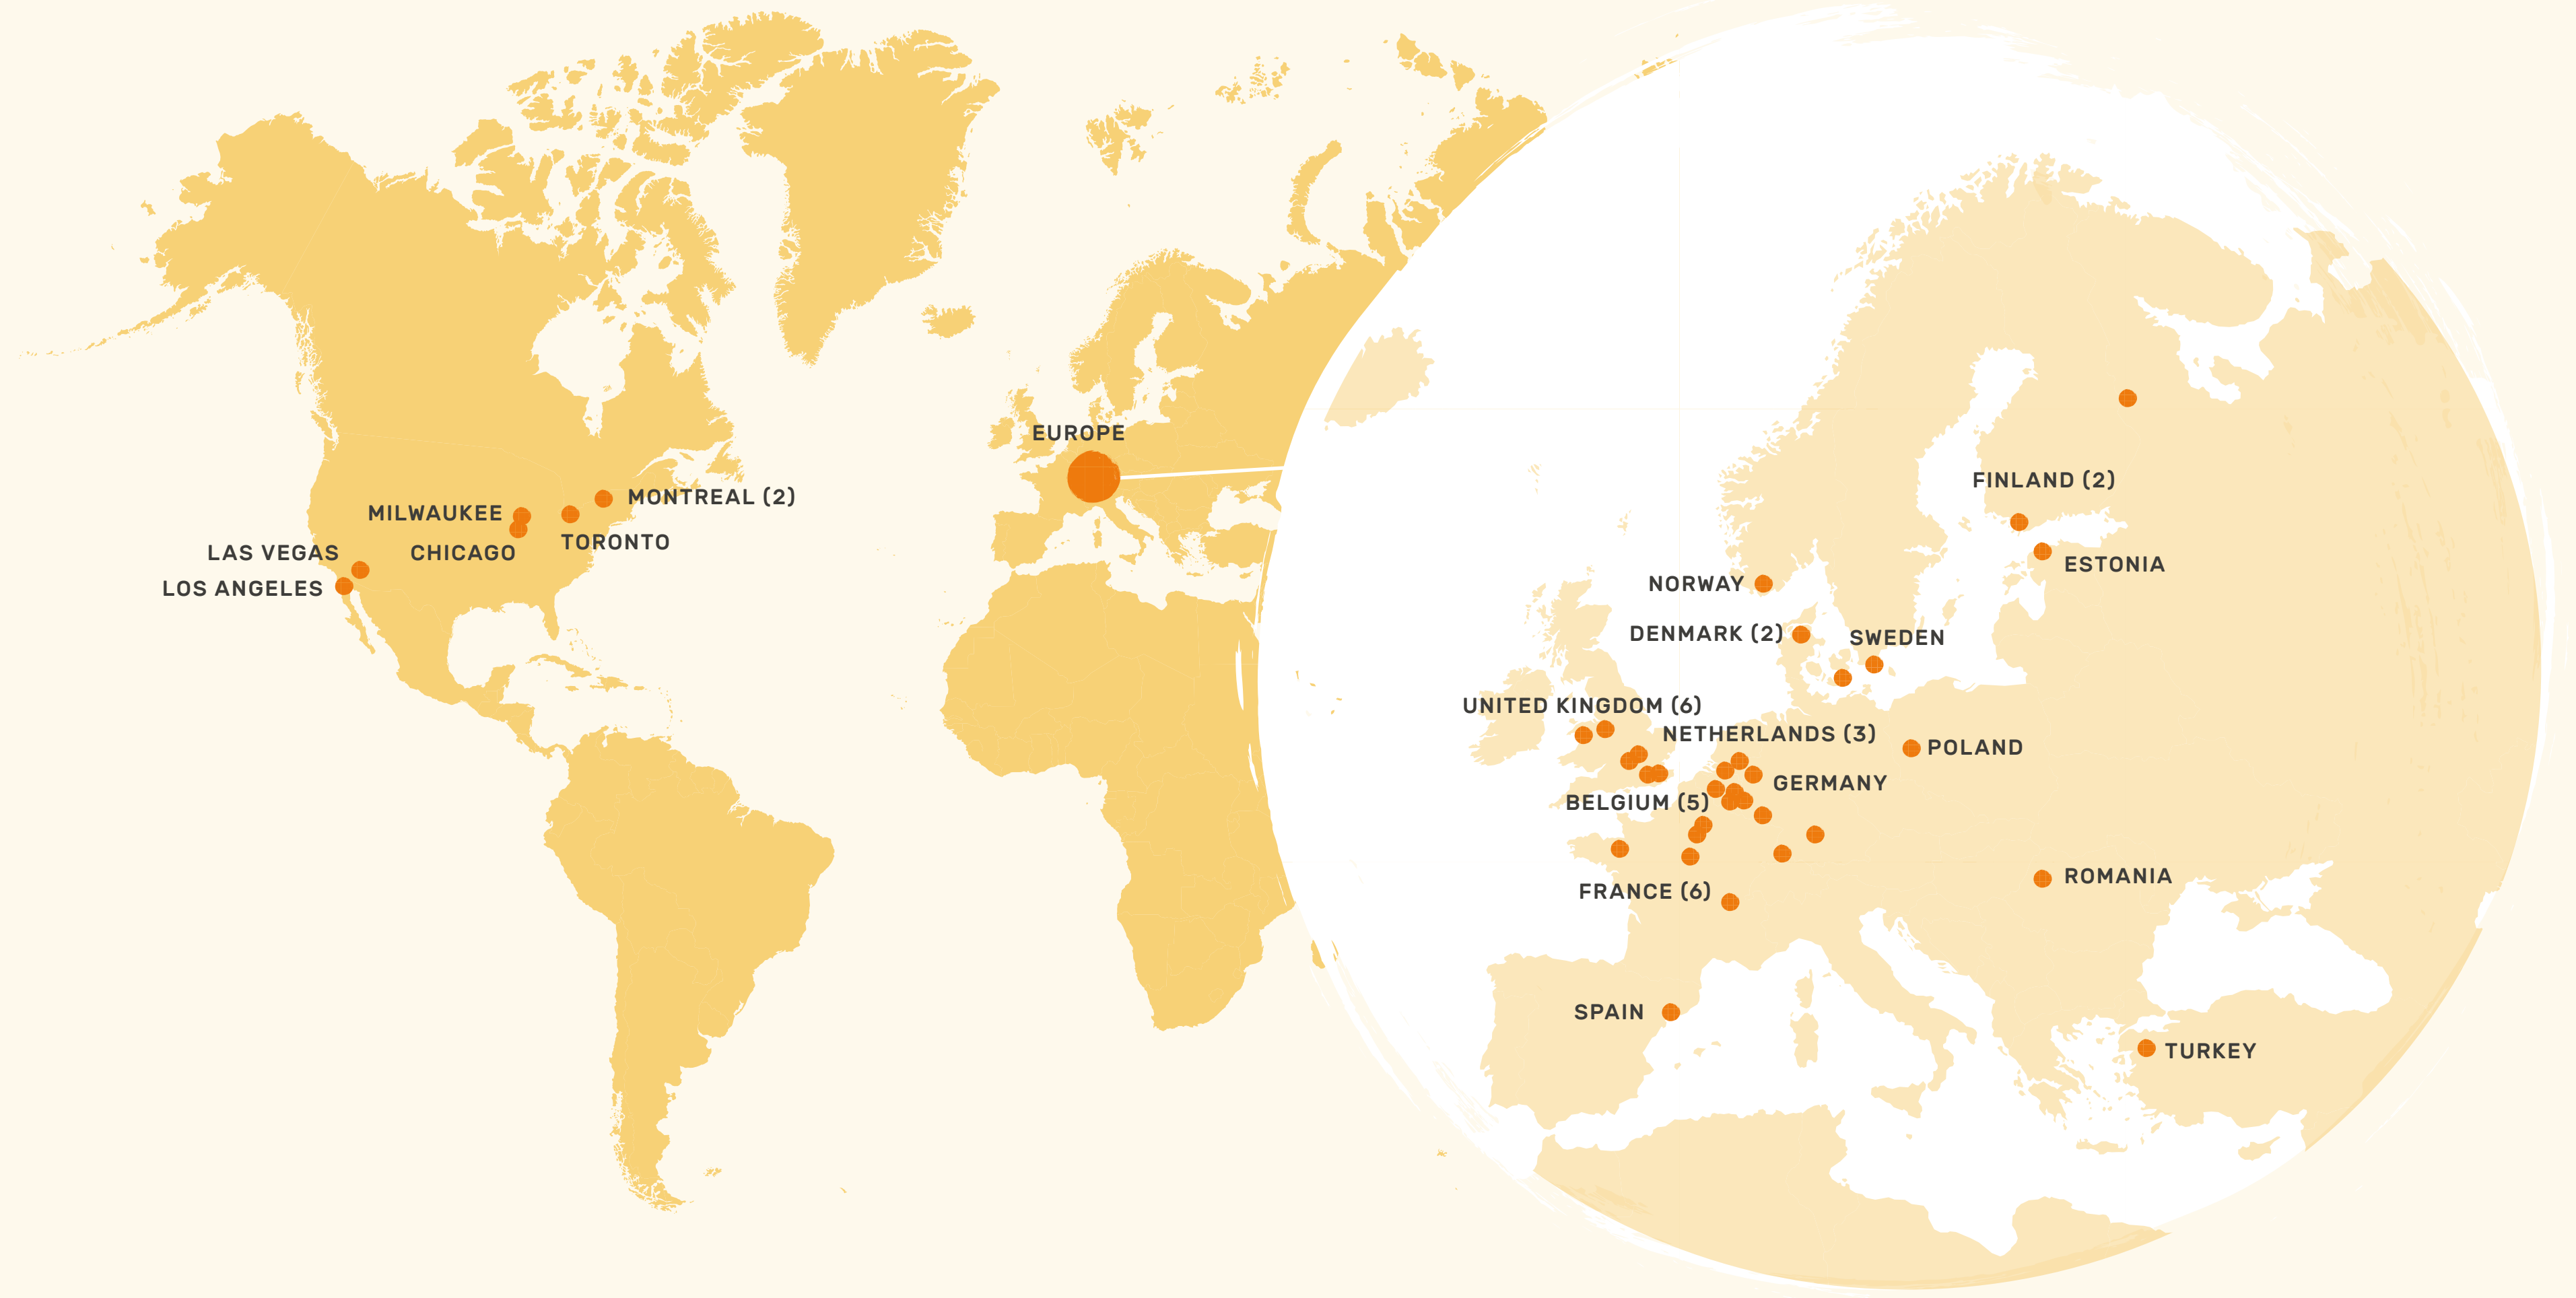 EUROPE
MONTREAL (2)
MILWAUKEE
TORONTO
LAS VEGAS
CHICAGO
LOS ANGELES
FINLAND (2)
ESTONIA
NORWAY
DENMARK (2)
SWEDEN
UNITED KINGDOM (6)
NETHERLANDS (3)
POLAND
GERMANY
BELGIUM (5)
ROMANIA
FRANCE (6)
SPAIN
TURKEY